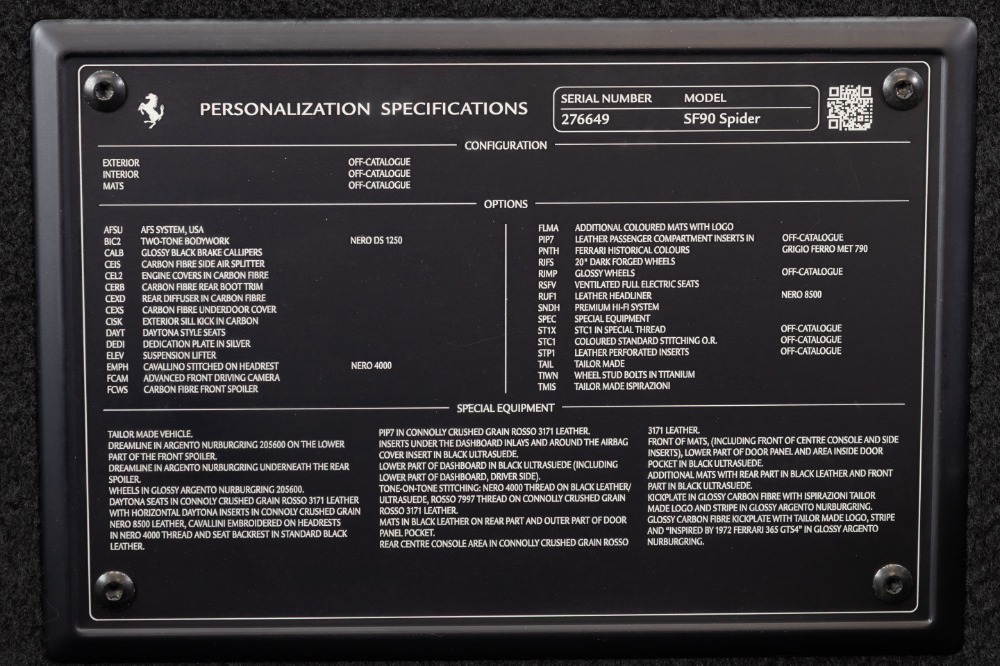 PERSONALIZATION SPECIFICATIONS
SERIAL NUMBER MODEL
276649 SF90 Spider
CONFIGURATION
EXTERIOR OFF-CATALOGUE
INTERIOR OFF-CATALOGUE
MATS OFF-CATALOGUE
OPTIONS
AFSU AFS SYSTEM, USA
BIC2 TWO-TONE BODYWORK NERO DS 1250
CALB GLOSSY BLACK BRAKE CALLIPERS
CEIS CARBON FIBRE SIDE AIR SPLITTER
CEL2 ENGINE COVERS IN CARBON FIBRE
CERB CARBON FIBRE REAR BOOT TRIM
CEXD REAR DIFFUSER IN CARBON FIBRE
CEXS CARBON FIBRE UNDERDOOR COVER
CISK EXTERIOR SILL KICK IN CARBON
DAYT DAYTONA STYLE SEATS
DEDI DEDICATION PLATE IN SILVER
ELEV SUSPENSION LIFTER
EMPH CAVALLINO STITCHED ON HEADREST NERO 4000
FCAM ADVANCED FRONT DRIVING CAMERA
FCWS CARBON FIBRE FRONT SPOILER
FLMA ADDITIONAL COLOURED MATS WITH LOGO
PIP7 LEATHER PASSENGER COMPARTMENT INSERTS IN OFF-CATALOGUE
PNTH FERRARI HISTORICAL COLOURS GRIGIO FERRO MET 790
RIFS 20" DARK FORGED WHEELS
RIMP GLOSSY WHEELS OFF-CATALOGUE
RSFV VENTILATED FULL ELECTRIC SEATS
RUF1 LEATHER HEADLINER NERO 8500
SNDH PREMIUM HI-FI SYSTEM
SPEC SPECIAL EQUIPMENT
ST1X STC1 IN SPECIAL THREAD OFF-CATALOGUE
STC1 COLOURED STANDARD STITCHING O.R. OFF-CATALOGUE
STP1 LEATHER PERFORATED INSERTS OFF-CATALOGUE
TAIL TAILOR MADE
TIWN WHEEL STUD BOLTS IN TITANIUM
TMIS TAILOR MADE ISPIRAZIONI
SPECIAL EQUIPMENT
TAILOR MADE VEHICLE.
DREAMLINE IN ARGENTO NURBURGRING 205600 ON THE LOWER
PART OF THE FRONT SPOILER.
DREAMLINE IN ARGENTO NURBURGRING UNDERNEATH THE REAR
SPOILER.
WHEELS IN GLOSSY ARGENTO NURBURGRING 205600.
DAYTONA SEATS IN CONNOLY CRUSHED GRAIN ROSSO 3171 LEATHER
WITH HORIZONTAL DAYTONA INSERTS IN CONNOLY CRUSHED GRAIN
NERO 8500 LEATHER, CAVALLINI EMBROIDERED ON HEADRESTS
IN NERO 4000 THREAD AND SEAT BACKREST IN STANDARD BLACK
LEATHER.
PIP7 IN CONNOLLY CRUSHED GRAIN ROSSO 3171 LEATHER.
INSERTS UNDER THE DASHBOARD INLAYS AND AROUND THE AIRBAG
COVER INSERT IN BLACK ULTRASUEDE.
LOWER PART OF DASHBOARD IN BLACK ULTRASUEDE (INCLUDING
LOWER PART OF DASHBOARD, DRIVER SIDE).
TONE-ON-TONE STITCHING: NERO 4000 THREAD ON BLACK LEATHER/
ULTRASUEDE, ROSSO 7997 THREAD ON CONNOLLY CRUSHED GRAIN
ROSSO 3171 LEATHER.
MATS IN BLACK LEATHER ON REAR PART AND OUTER PART OF DOOR
PANEL POCKET.
REAR CENTRE CONSOLE AREA IN CONNOLLY CRUSHED GRAIN ROSSO
3171 LEATHER.
FRONT OF MATS, (INCLUDING FRONT OF CENTRE CONSOLE AND SIDE
INSERTS), LOWER PART OF DOOR PANEL AND AREA INSIDE DOOR
POCKET IN BLACK ULTRASUEDE.
ADDITIONAL MATS WITH REAR PART IN BLACK LEATHER AND FRONT
PART IN BLACK ULTRASUEDE.
KICKPLATE IN GLOSSY CARBON FIBRE WITH ISPIRAZIONI TAILOR
MADE LOGO AND STRIPE IN GLOSSY ARGENTO NURBURGRING.
GLOSSY CARBON FIBRE KICKPLATE WITH TAILOR MADE LOGO, STRIPE
AND "INSPIRED BY 1972 FERRARI 365 GTS4" IN GLOSSY ARGENTO
NURBURGRING.